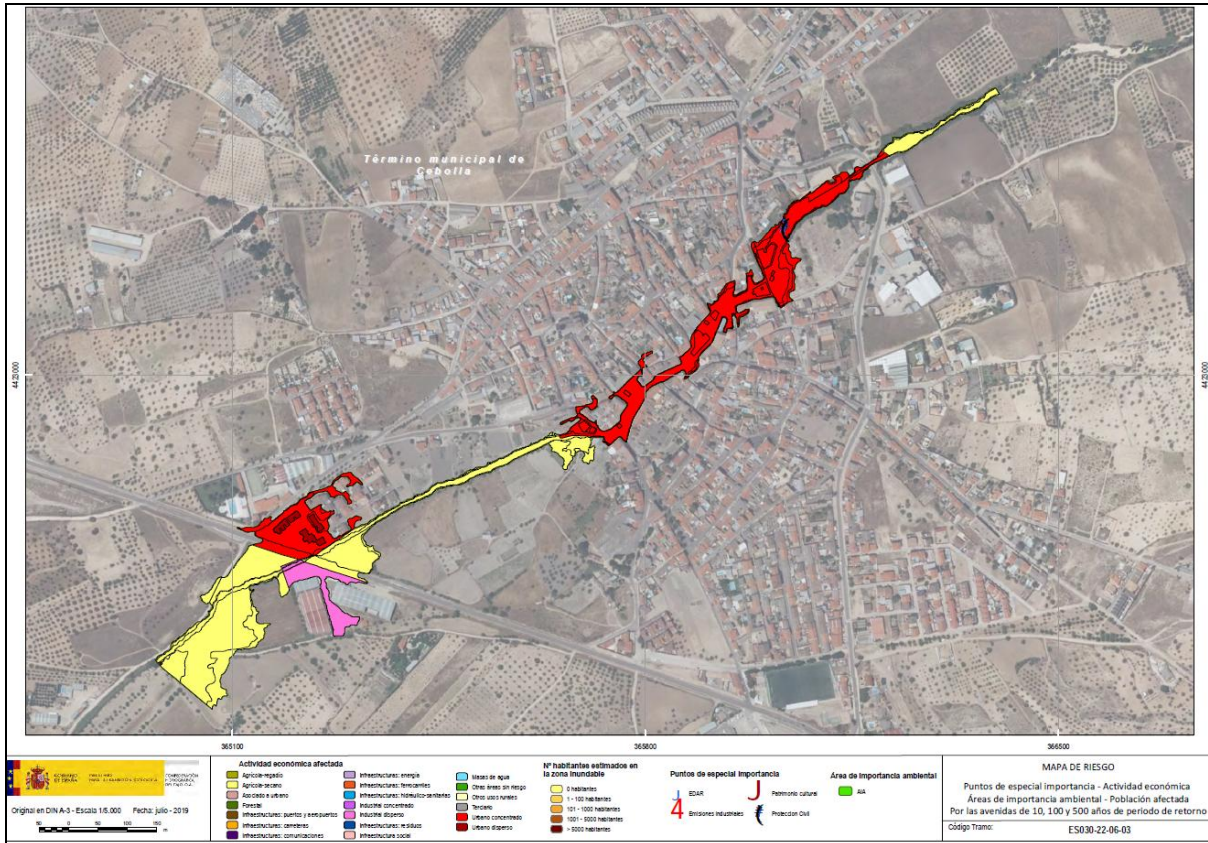 Término municipal de
Cebolla
4423000
4423000
365100
365800
366500
GOBIERNO
DE ESPAÑA
Original en DIN A-3 - Escala 1/5.000 Fecha: julio - 2019
50 0 50 100 150
m
Actividad económica afectada
Agrícola-regadío
Agrícola-secano
Asociado a urbano
Forestal
Infraestructuras: puertos y aeropuertos
Infraestructuras: carreteras
Infraestructuras: comunicaciones
Infraestructuras: energía
Infraestructuras: ferrocarriles
Infraestructuras: hidráulico-sanitarias
Industrial concentrado
Industrial disperso
Infraestructuras: residuos
Infraestructura social
Masas de agua
Otras áreas sin riesgo
Otros usos rurales
Terciario
Urbano concentrado
Urbano disperso
Nº habitantes estimados en
la zona inundable
0 habitantes
1 - 100 habitantes
101 - 1000 habitantes
1001 - 5000 habitantes
> 5000 habitantes
Puntos de especial importancia
EDAR
Emisiones industriales
Patrimonio cultural
Protección Civil
Área de importancia ambiental
AIA
MAPA DE RIESGO
Puntos de especial importancia - Actividad económica
Áreas de importancia ambiental - Población afectada
Por las avenidas de 10, 100 y 500 años de periodo de retorno
Código Tramo: ES030-22-06-03